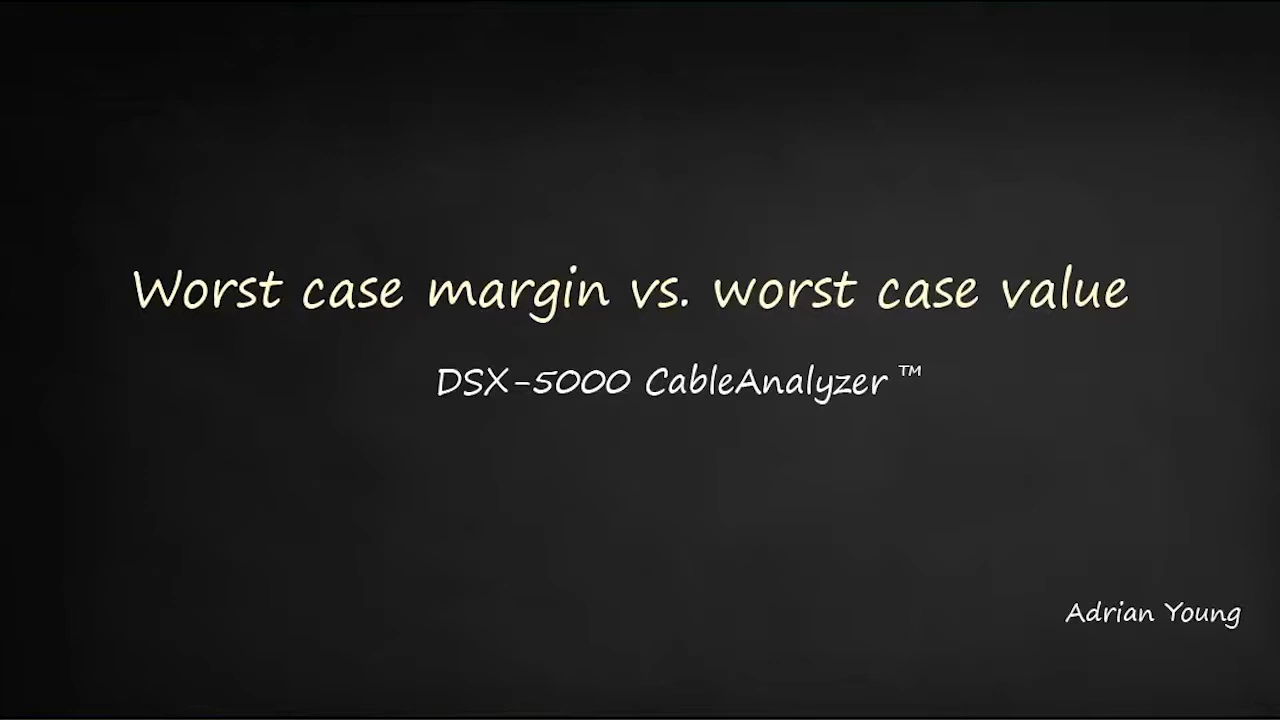 Worst case margin vs. worst case value
DSX-5000 CableAnalyzer™
Adrian Young